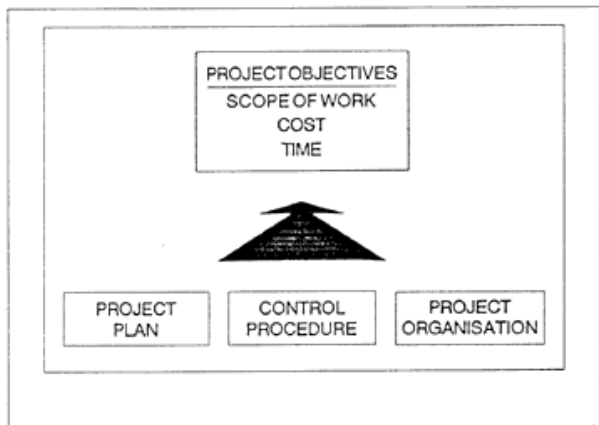 PROJECT OBJECTIVES
SCOPE OF WORK
COST
TIME
PROJECT
PLAN
CONTROL
PROCEDURE
PROJECT
ORGANISATION